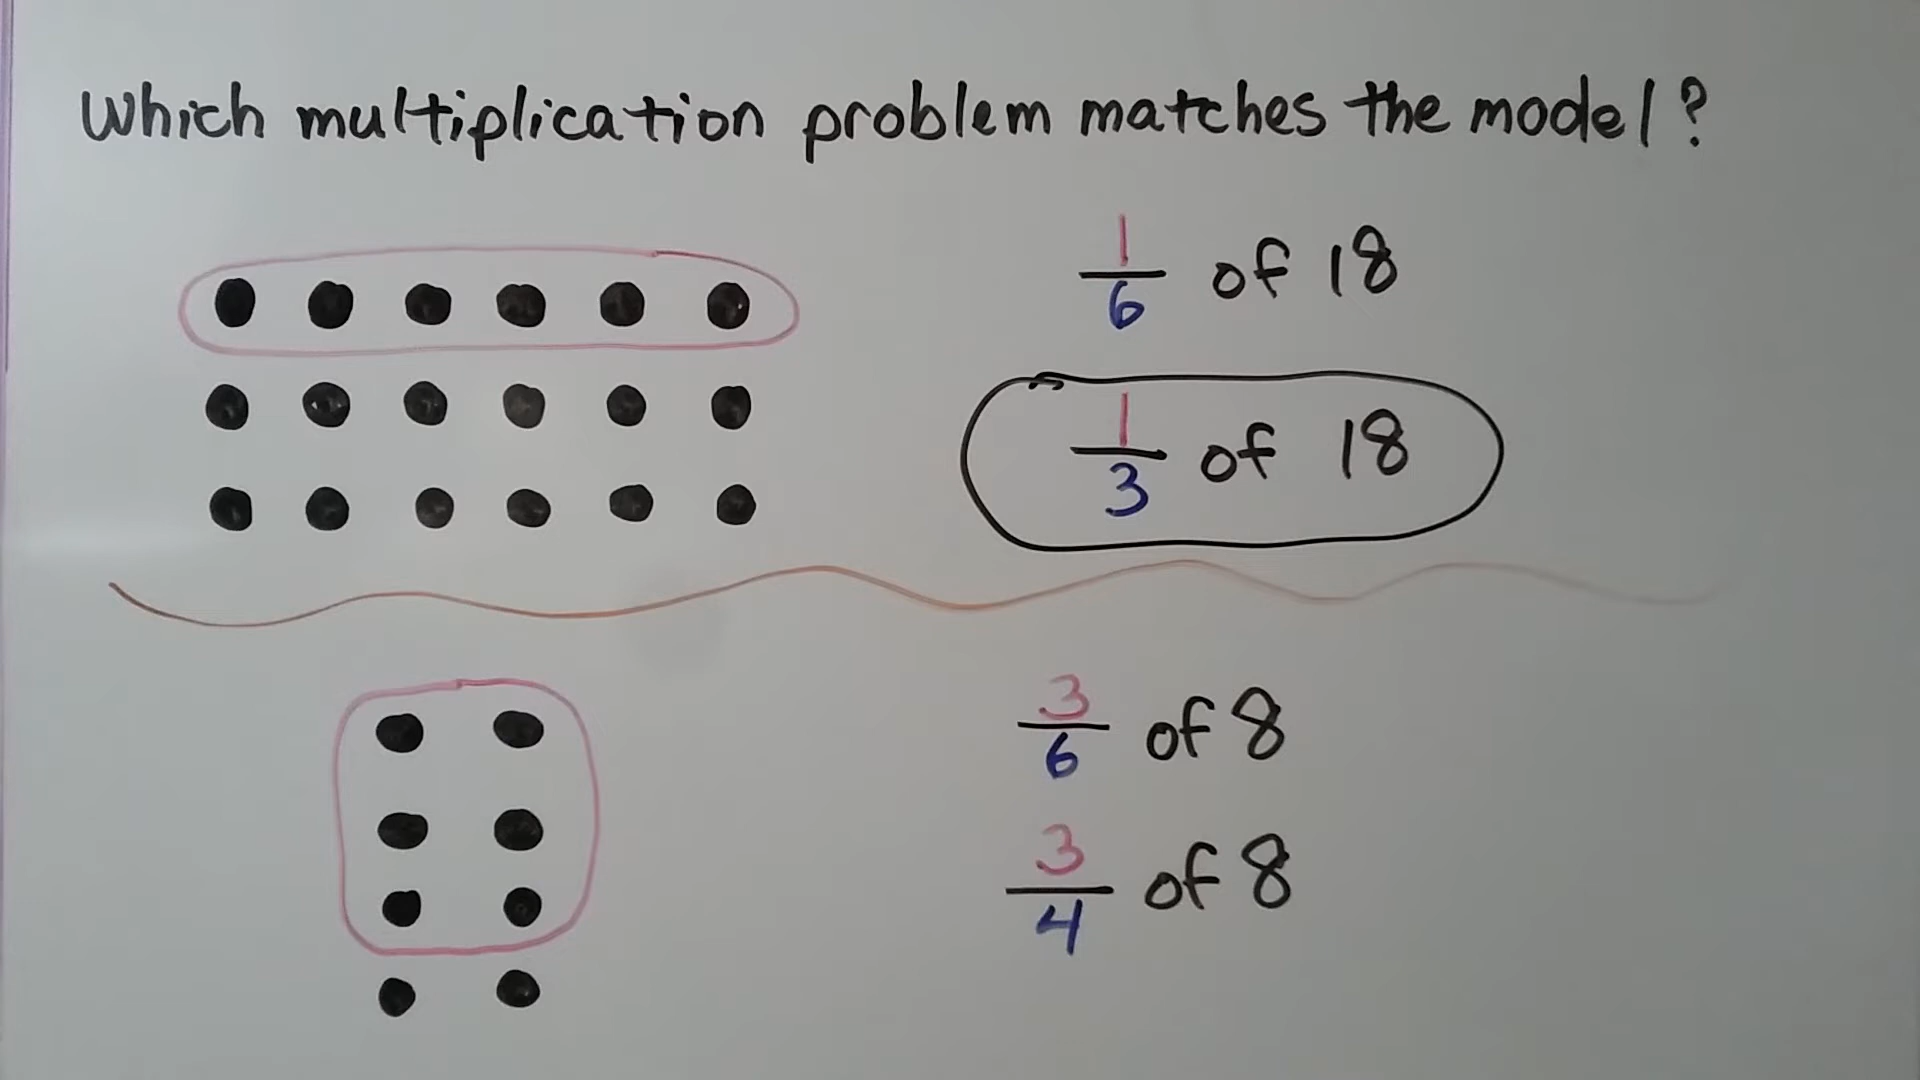 Which multiplication problem matches the model?
1/6 of 18
1/3 of 18
3/6 of 8
3/4 of 8